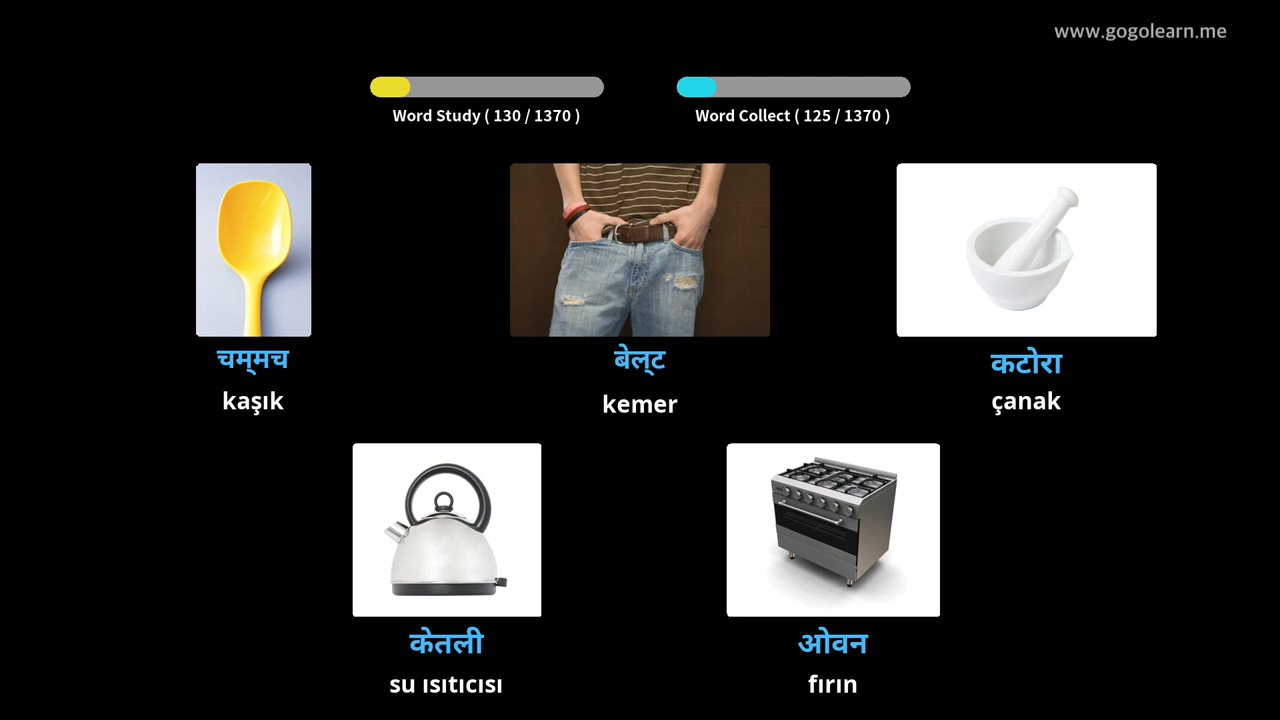 www.gogolearn.me
Word Study ( 130 / 1370 )
Word Collect ( 125 / 1370 )
चम्‌मच
बेल्‌ट
कटोरा
kaşık
kemer
çanak
केतली
ओवन
su ısıtıcısı
fırın